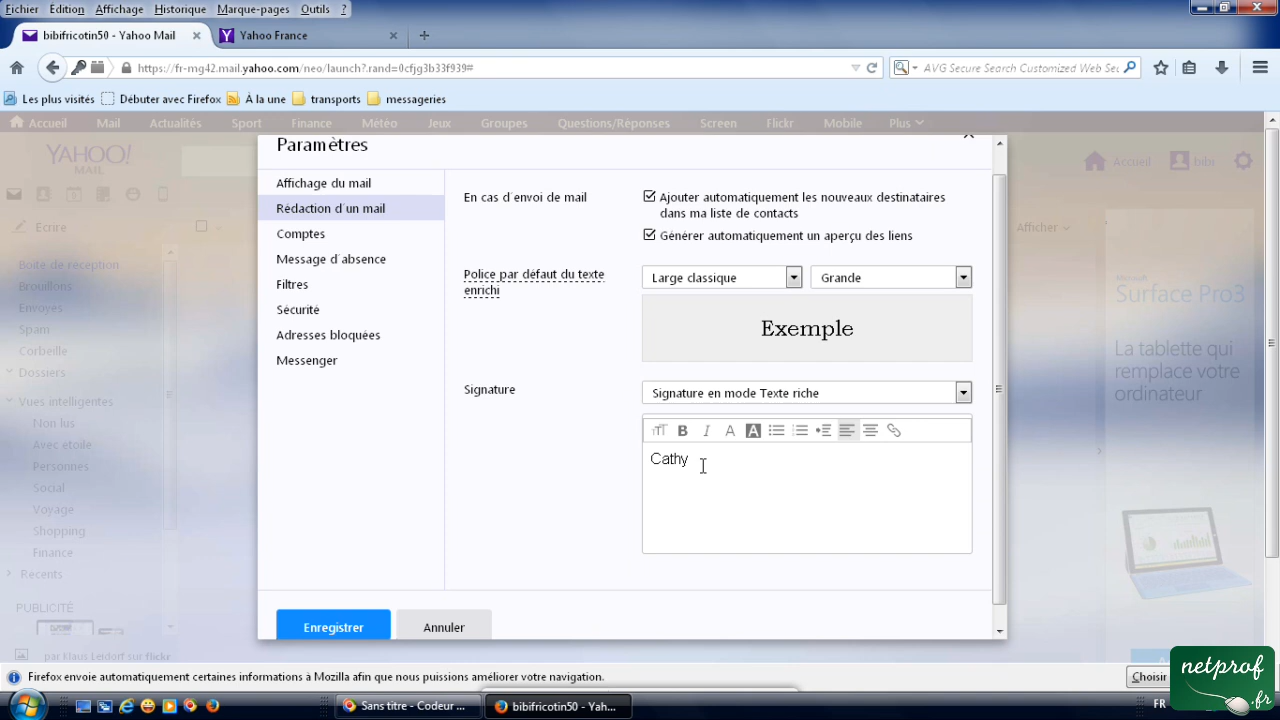 Fichier Édition Affichage Historique Marque-pages Outils ?
bibifricotin50 - Yahoo Mail
Yahoo France
https://fr-mg42.mail.yahoo.com/neo/launch?.rand=0cfjg3b33f939#
AVG Secure Search Customized Web Sea
Les plus visités Débuter avec Firefox À la une transports messageries
Accueil Mail Actualités Sport Finance Météo Jeux Groupes Questions/Réponses Screen Flickr Mobile Plus
YAHOO!
MAIL
Accueil bibi
Paramètres
Affichage du mail
Rédaction d'un mail
Comptes
Message d'absence
Filtres
Sécurité
Adresses bloquées
Messenger
En cas d'envoi de mail
Ajouter automatiquement les nouveaux destinataires
dans ma liste de contacts
Générer automatiquement un aperçu des liens
Police par défaut du texte
enrichi
Large classique
Grande
Exemple
Signature
Signature en mode Texte riche
Cathy
Enregistrer
Annuler
Écrire
Boîte de réception
Brouillons
Envoyés
Spam
Corbeille
Dossiers
Vues intelligentes
Non lus
Avec étoile
Personnes
Social
Voyage
Shopping
Finance
Récents
PUBLICITÉ
par Klaus Lerdorf sur flickr
Afficher
Microsoft
Surface Pro3
La tablette qui
remplace votre
ordinateur
Firefox envoie automatiquement certaines informations à Mozilla afin que nous puissions améliorer votre navigation.
Choisir
Sans titre - Codeur ...
bibifricotin50 - Yah...
FR
netprof
.fr